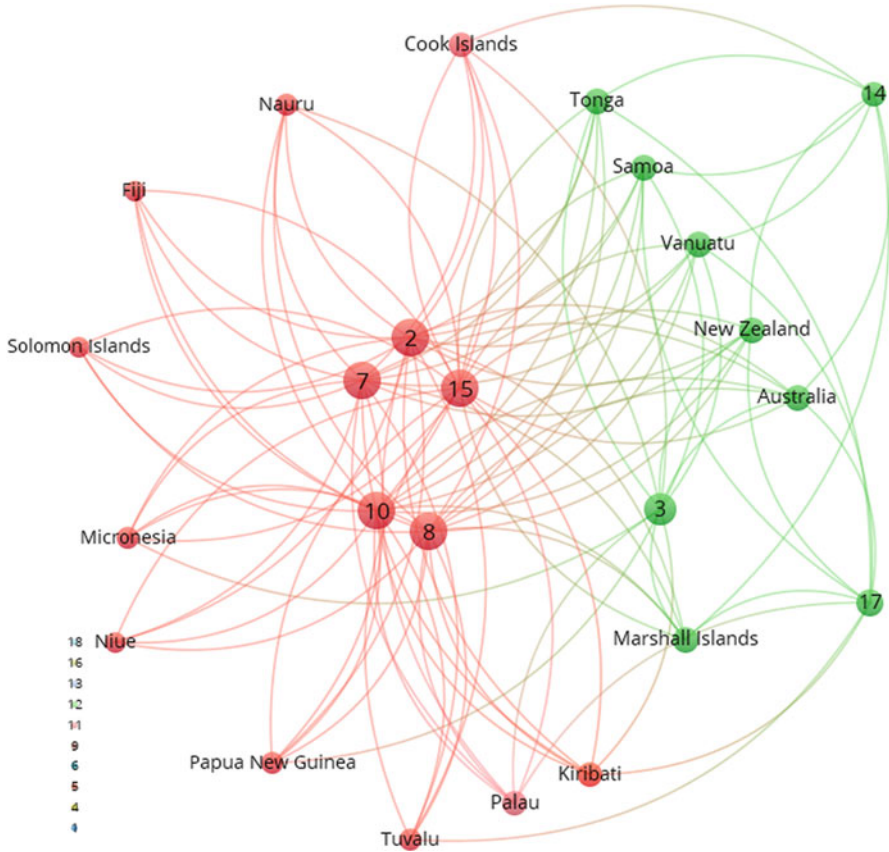 Cook Islands
14
Tonga
Nauru
Samoa
Fiji
Vanuatu
New Zealand
2
Solomon Islands
7
15
Australia
10
3
8
Micronesia
17
Marshall Islands
18
Niue
16
13
12
11
9
Papua New Guinea
6
Kiribati
5
Palau
4
Tuvalu